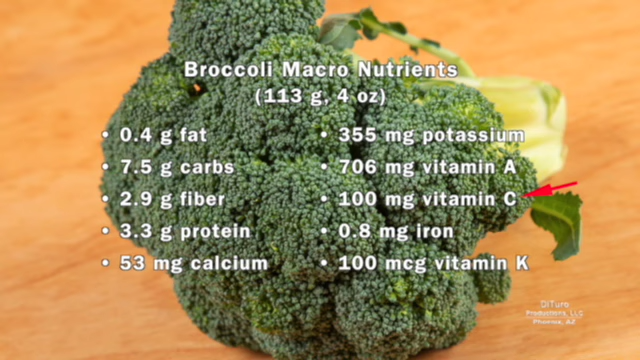 Broccoli Macro Nutrients
(113 g, 4 oz)
• 0.4 g fat
• 7.5 g carbs
• 2.9 g fiber
• 3.3 g protein
• 53 mg calcium
• 355 mg potassium
• 706 mg vitamin A
• 100 mg vitamin C
• 0.8 mg iron
• 100 mcg vitamin K
DiTuro
Productions, LLC
Phoenix, AZ